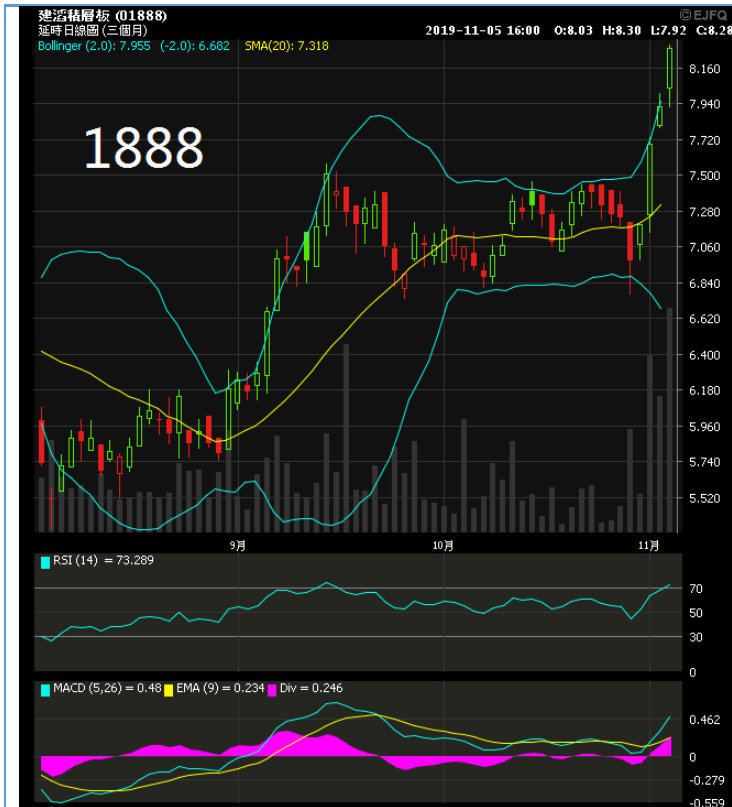 建滔積層板 (01888)
©EJFQ
延時日線圖 (三個月)
2019-11-05 16:00 O:8.03 H:8.30 L:7.92 C:8.28
Bollinger (2.0): 7.955 (-2.0): 6.682 SMA(20): 7.318
1888
8.160
7.940
7.720
7.500
7.280
7.060
6.840
6.620
6.400
6.180
5.960
5.740
5.520
9月 10月 11月
RSI (14) = 73.289
70
50
30
0
MACD (5,26) = 0.48 EMA (9) = 0.234 Div = 0.246
0.462
0
-0.279
-0.559